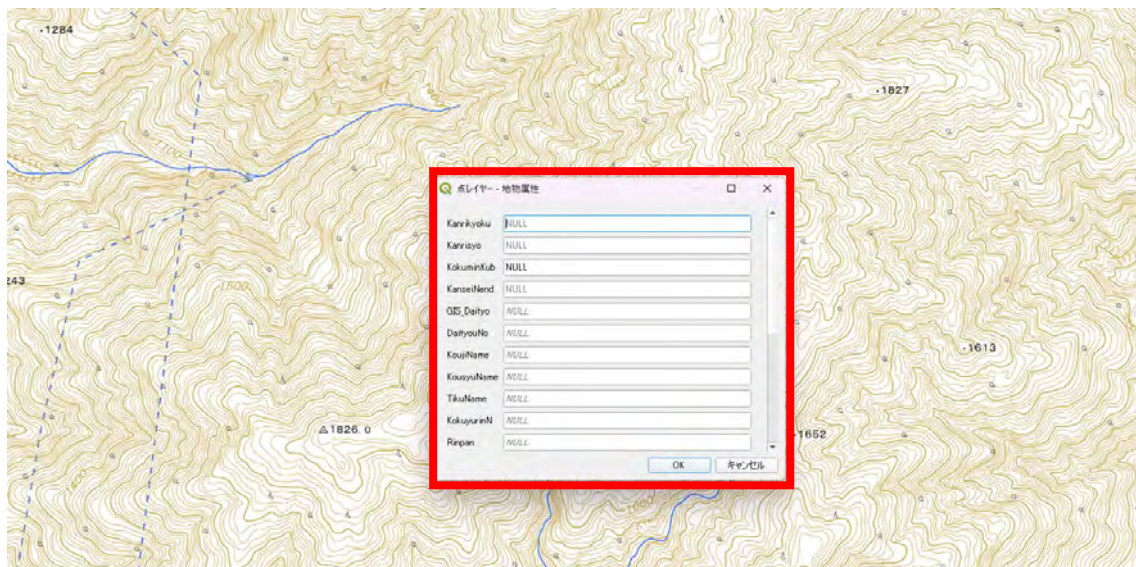 ・1284
・1827
点レイヤー - 地物属性
Kanrikyoku NULL
Kanrisyo NULL
KokuminKub NULL
243
1500
KanseiNend NULL
GIS_Daityo NULL
DaityouNo NULL
KoujiName NULL
・1613
KousyuName NULL
TikuName NULL
△1826.0
KokuyurinN NULL
1652
Rinpan NULL
OK キャンセル